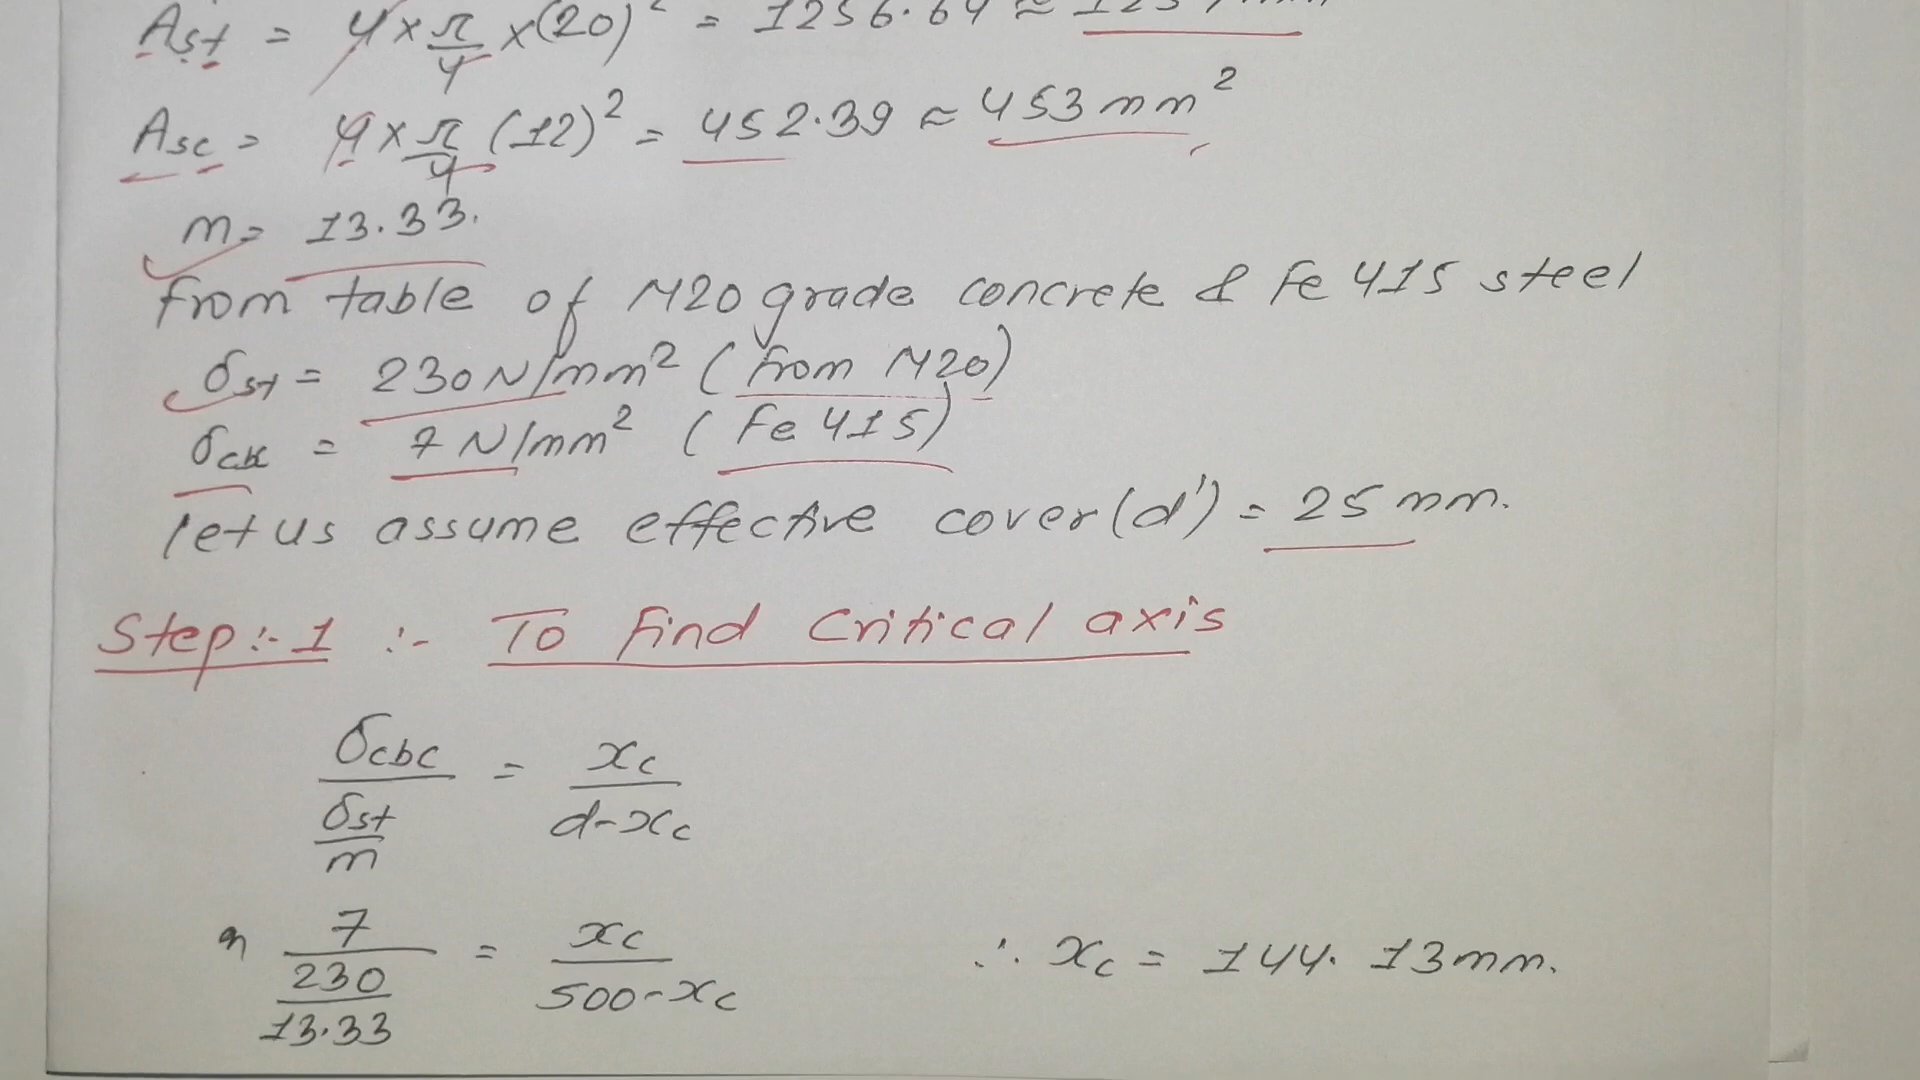 Ast = 4 × π/4 × (20)² = 1256.64 ≈
Asc = 4 × π/4 (12)² = 452.39 ≈ 453 mm²
m = 13.33.
from table of M20 grade concrete & Fe 415 steel
σst = 230 N/mm² (from M20)
σcbc = 7 N/mm² (Fe 415)
let us assume effective cover (d') = 25 mm.
Step:-1 :- To find Critical axis
σcbc / (σst / m) = xc / (d - xc)
7 / (230 / 13.33) = xc / (500 - xc) ∴ xc = 144.13 mm.